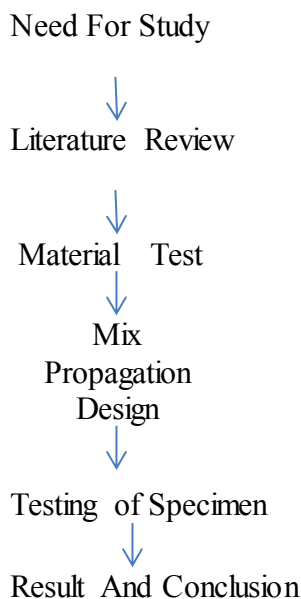 Need For Study
Literature Review
Material Test
Mix
Propagation
Design
Testing of Specimen
Result And Conclusion